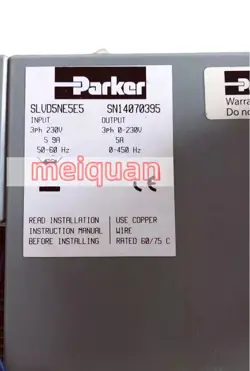 Parker
SLVD5NE5E5 SN14070395
INPUT OUTPUT
3ph 230V 3ph 0-230V
5.9A 5A
50-60 Hz 0-450 Hz
meiquan
CE
READ INSTALLATION USE COPPER
INSTRUCTION MANUAL WIRE
BEFORE INSTALLING RATED 60/75 C
Warra
Do no